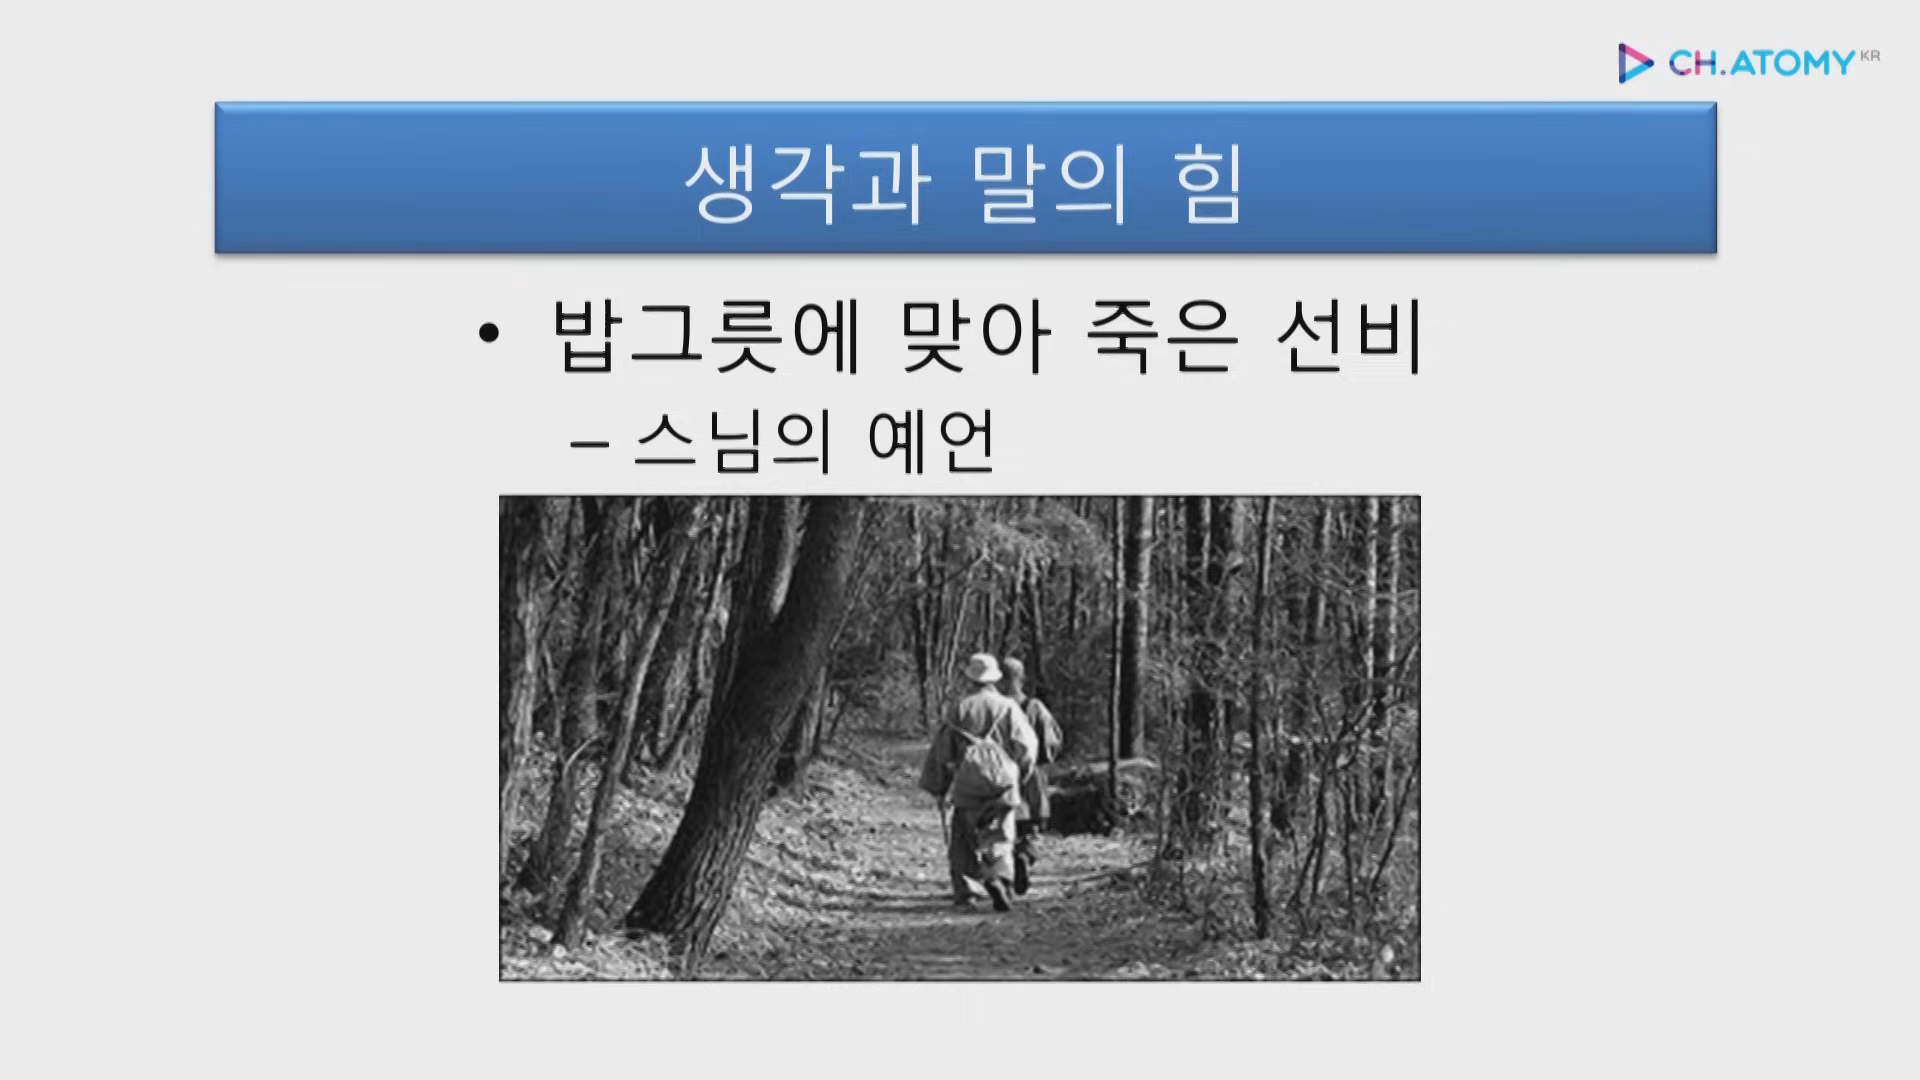 CH.ATOMY KR
생각과 말의 힘
• 밥그릇에 맞아 죽은 선비
– 스님의 예언